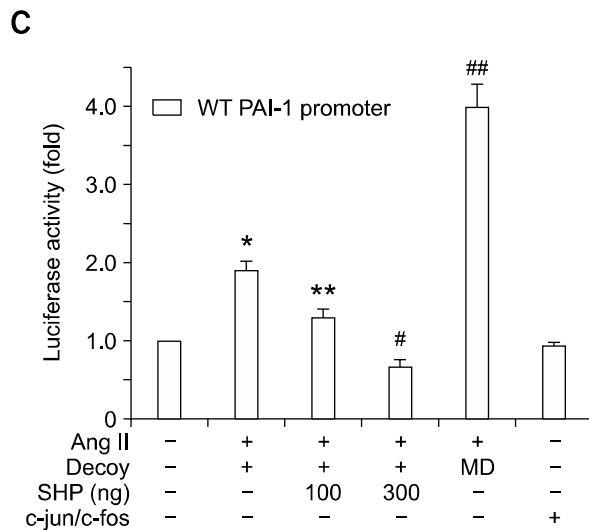 C
##
4.0
WT PAI-1 promoter
Luciferase activity (fold)
3.0
2.0
*
**
#
1.0
0
Ang II – + + + + –
Decoy – + + + MD –
SHP (ng) – – 100 300 – –
c-jun/c-fos – – – – – +